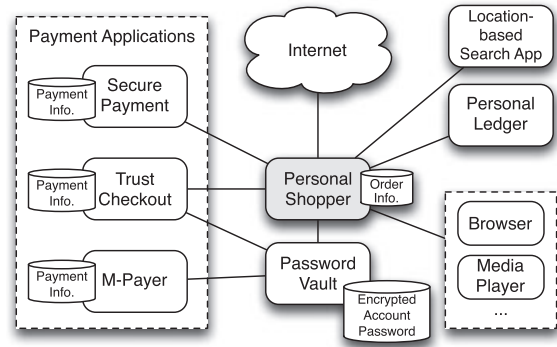 Payment Applications
Payment
Info.
Secure
Payment
Payment
Info.
Trust
Checkout
Payment
Info.
M-Payer
Internet
Personal
Shopper
Order
Info.
Password
Vault
Encrypted
Account
Password
Location-
based
Search App
Personal
Ledger
Browser
Media
Player
...